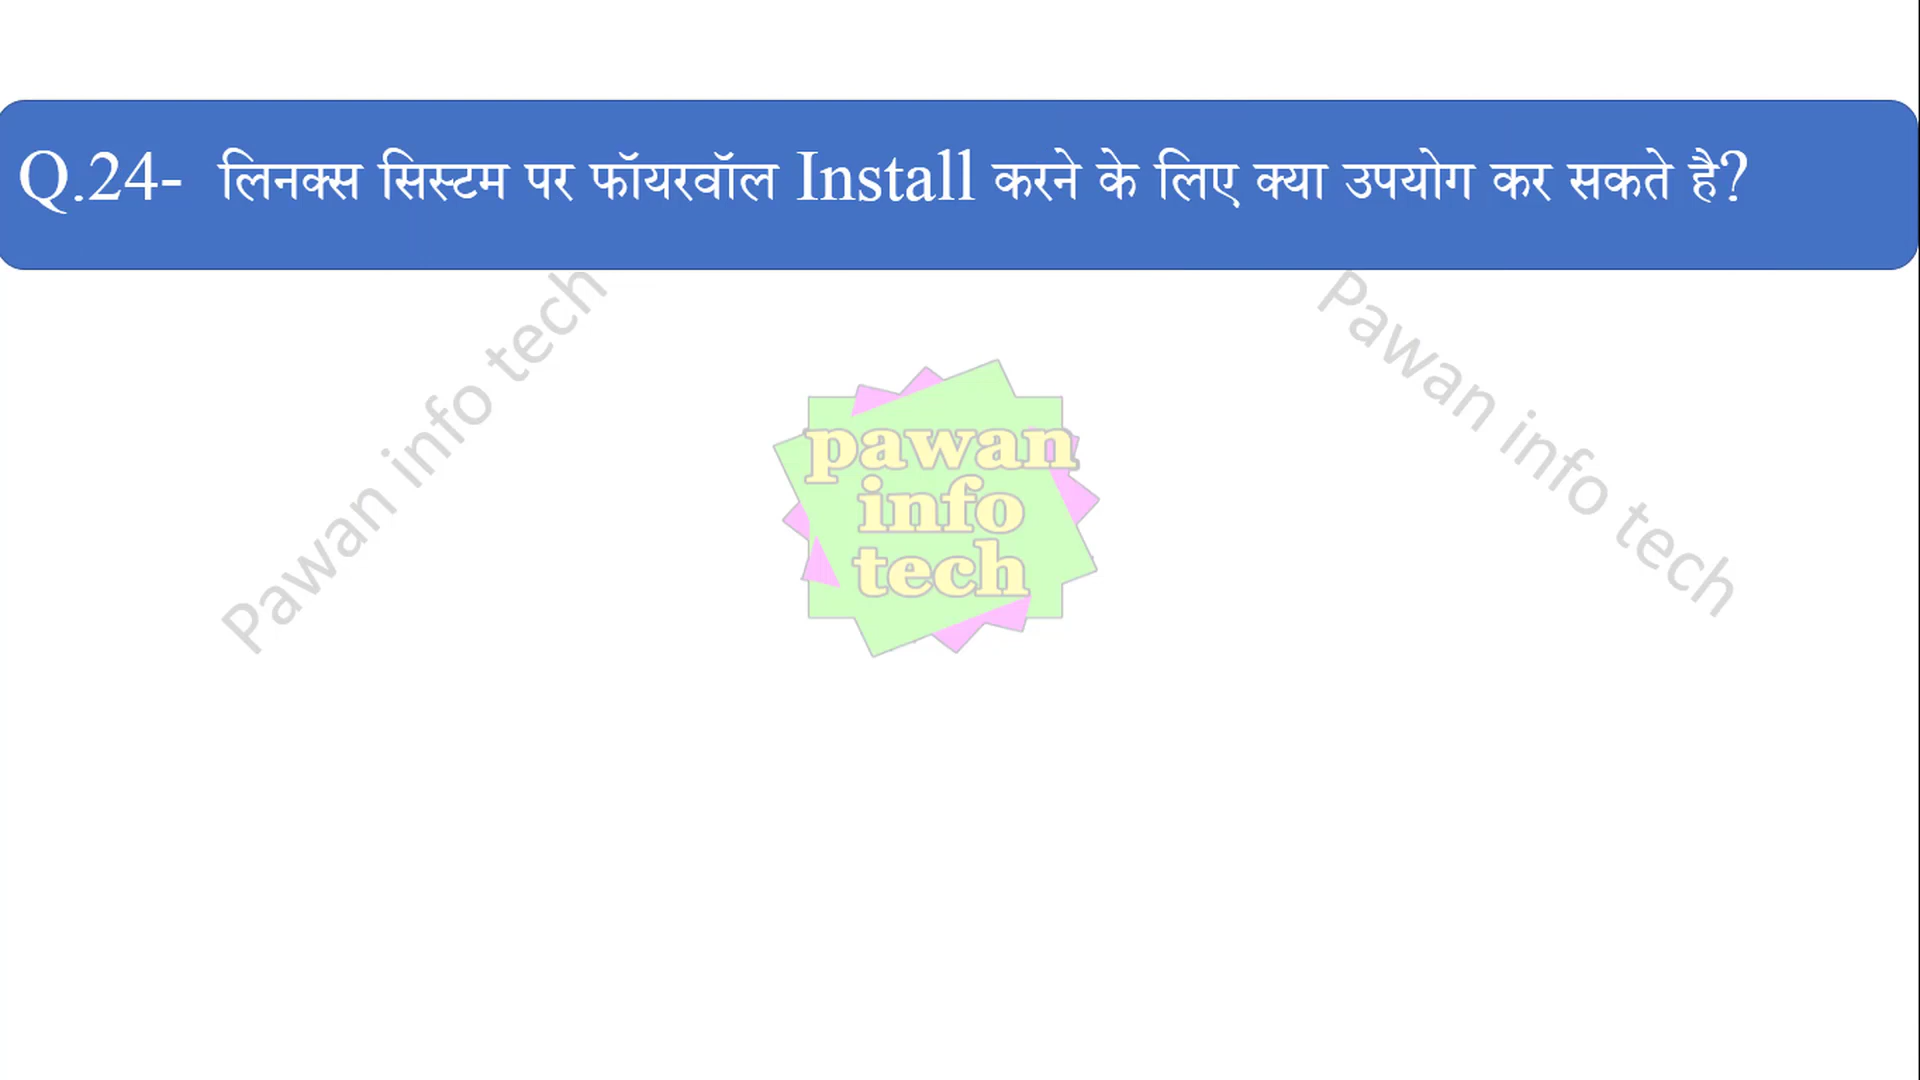 Q.24- लिनक्स सिस्टम पर फॉयरवॉल Install करने के लिए क्या उपयोग कर सकते है?
Pawan info tech
Pawan info tech
pawan
info
tech